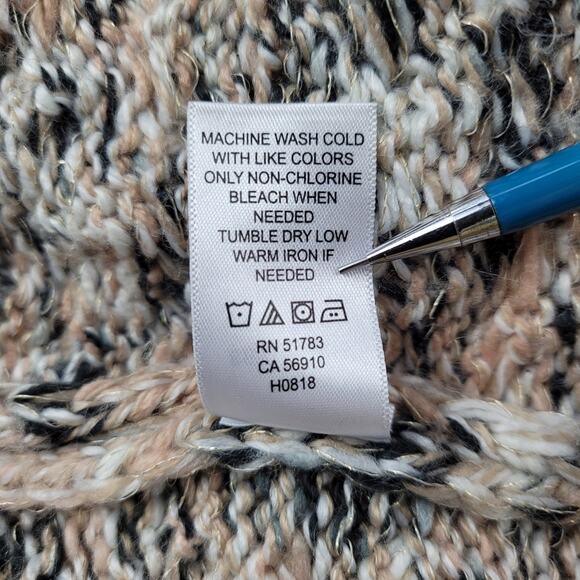 MACHINE WASH COLD
WITH LIKE COLORS
ONLY NON-CHLORINE
BLEACH WHEN
NEEDED
TUMBLE DRY LOW
WARM IRON IF
NEEDED
RN 51783
CA 56910
H0818